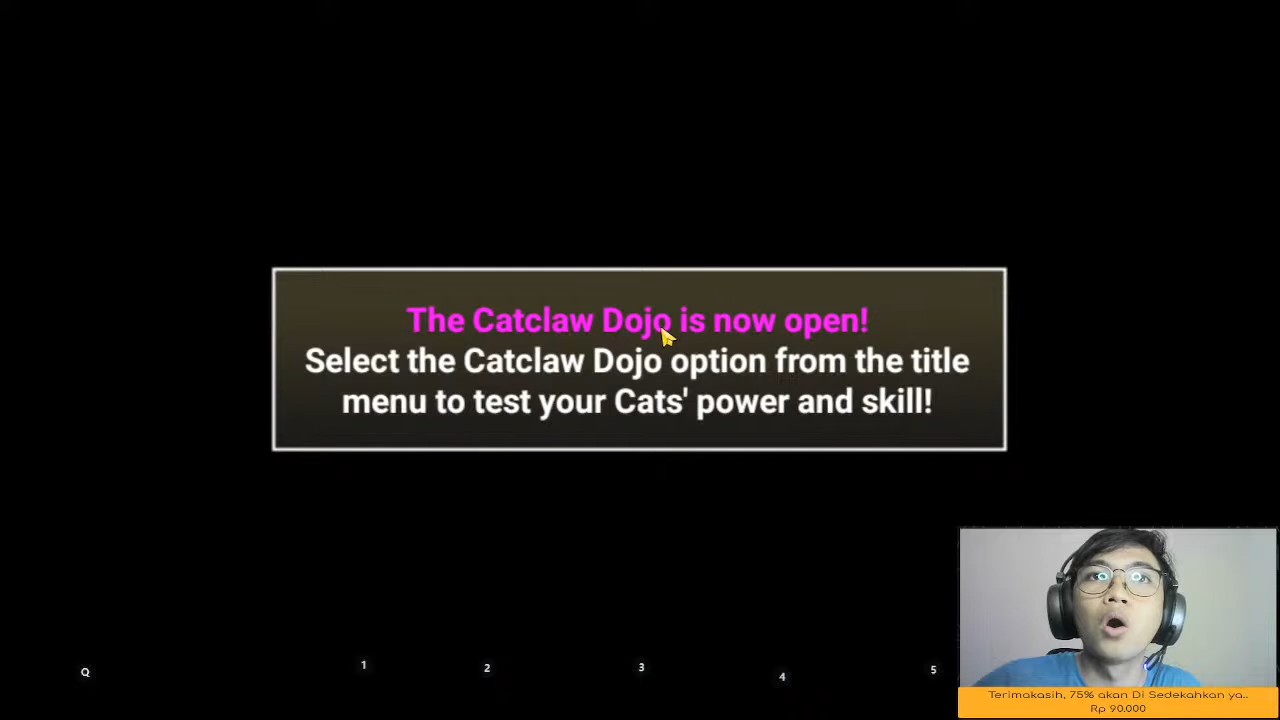 The Catclaw Dojo is now open!
Select the Catclaw Dojo option from the title
menu to test your Cats' power and skill!
Q
1
2
3
4
5
Terimakasih, 75% akan Di Sedekahkan ya..
Rp 90.000